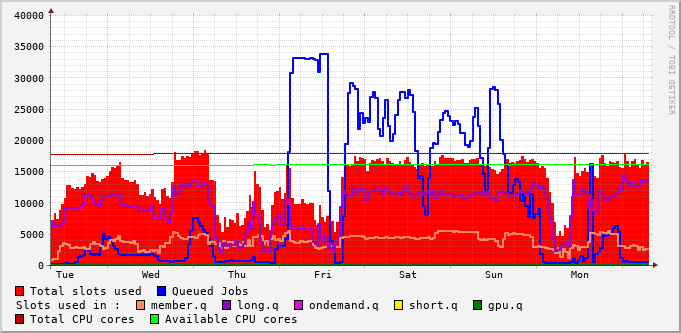 40000
35000
30000
25000
20000
15000
10000
5000
0
Tue Wed Thu Fri Sat Sun Mon
Total slots used Queued Jobs
Slots used in : member.q long.q ondemand.q short.q gpu.q
Total CPU cores Available CPU cores
RRDTOOL / TOBI OETIKER